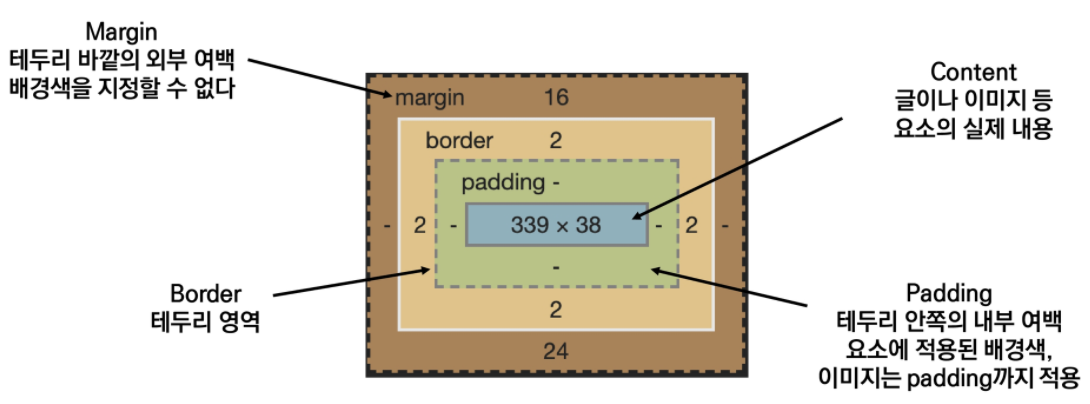 Margin
테두리 바깥의 외부 여백
배경색을 지정할 수 없다
Content
글이나 이미지 등
요소의 실제 내용
margin 16
border 2
padding -
- 2 - 339 × 38 - 2 -
-
2
24
Border
테두리 영역
Padding
테두리 안쪽의 내부 여백
요소에 적용된 배경색,
이미지는 padding까지 적용